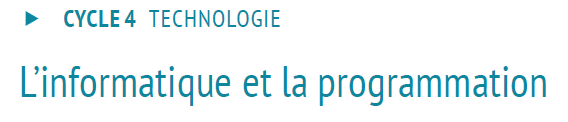 ▶ CYCLE 4 TECHNOLOGIE
L’informatique et la programmation